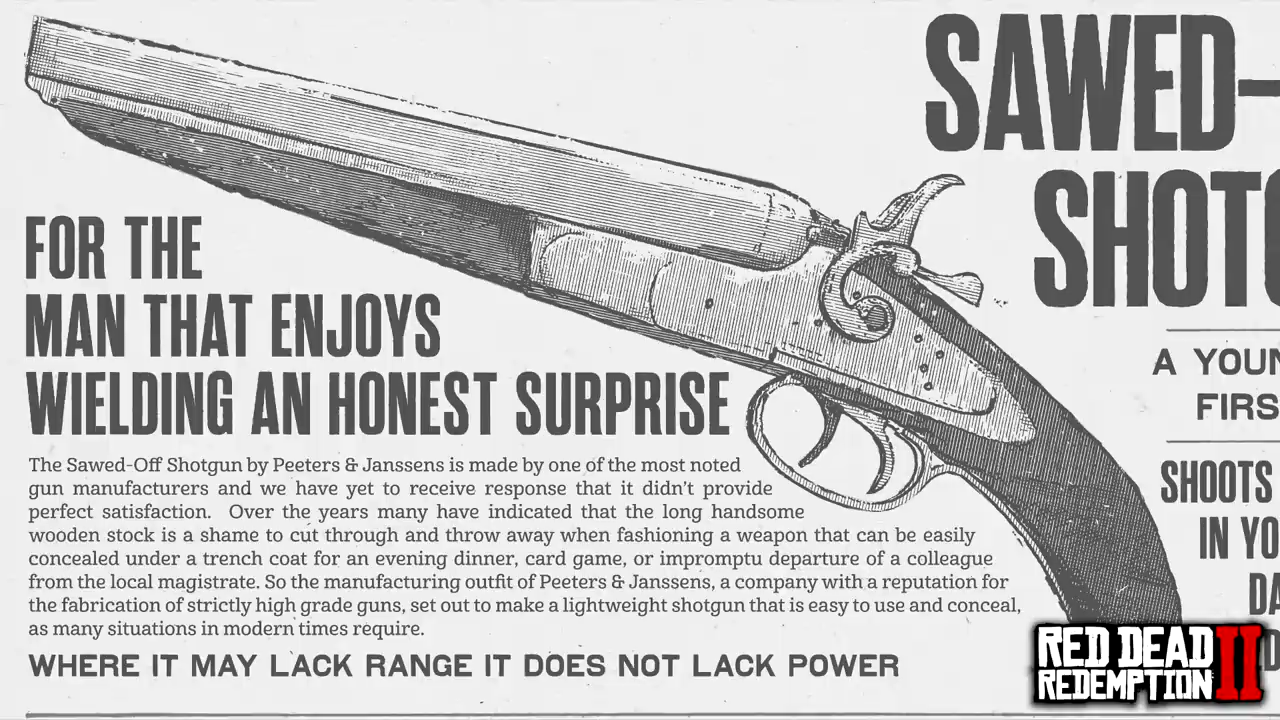 SAWED-
SHOTG
FOR THE
MAN THAT ENJOYS
WIELDING AN HONEST SURPRISE
The Sawed-Off Shotgun by Peeters & Janssens is made by one of the most noted
gun manufacturers and we have yet to receive response that it didn't provide
perfect satisfaction. Over the years many have indicated that the long handsome
wooden stock is a shame to cut through and throw away when fashioning a weapon that can be easily
concealed under a trench coat for an evening dinner, card game, or impromptu departure of a colleague
from the local magistrate. So the manufacturing outfit of Peeters & Janssens, a company with a reputation for
the fabrication of strictly high grade guns, set out to make a lightweight shotgun that is easy to use and conceal,
as many situations in modern times require.
WHERE IT MAY LACK RANGE IT DOES NOT LACK POWER
A YOUN
FIRS
SHOOTS
IN YO
DA
RED DEAD
REDEMPTION II